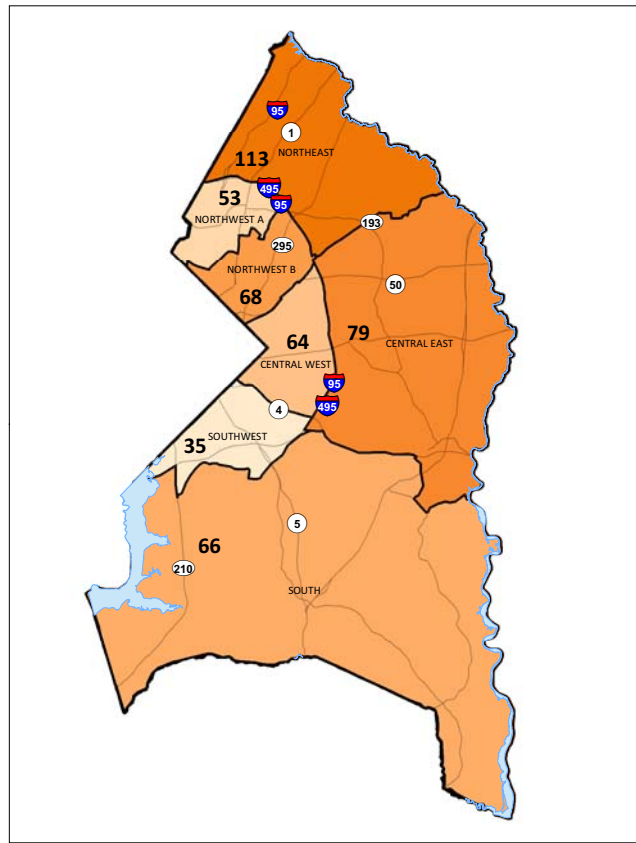 95
1
NORTHEAST
113
495
53
95
NORTHWEST A
193
295
NORTHWEST B
50
68
64
79
CENTRAL EAST
CENTRAL WEST
95
495
4
SOUTHWEST
35
5
66
210
SOUTH